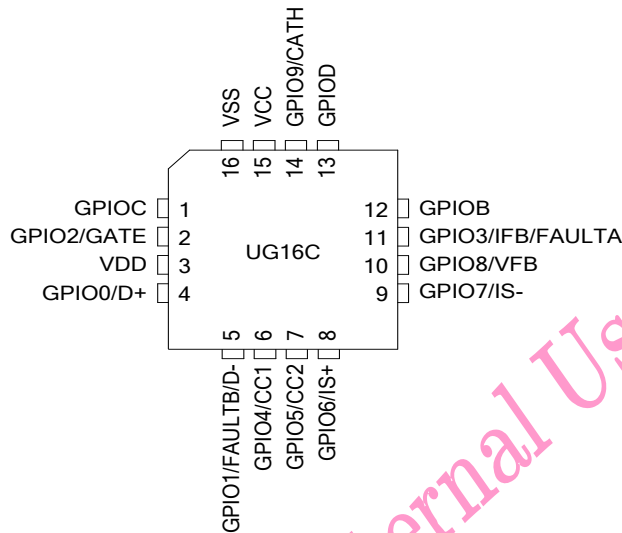 GPIO9/CATH
GPIOD
VCC
VSS
16
15
14
13
GPIOC
1
12
GPIOB
GPIO2/GATE
2
11
GPIO3/IFB/FAULTA
UG16C
VDD
3
10
GPIO8/VFB
GPIO0/D+
4
9
GPIO7/IS-
5
6
7
8
GPIO1/FAULTB/D-
GPIO4/CC1
GPIO5/CC2
GPIO6/IS+